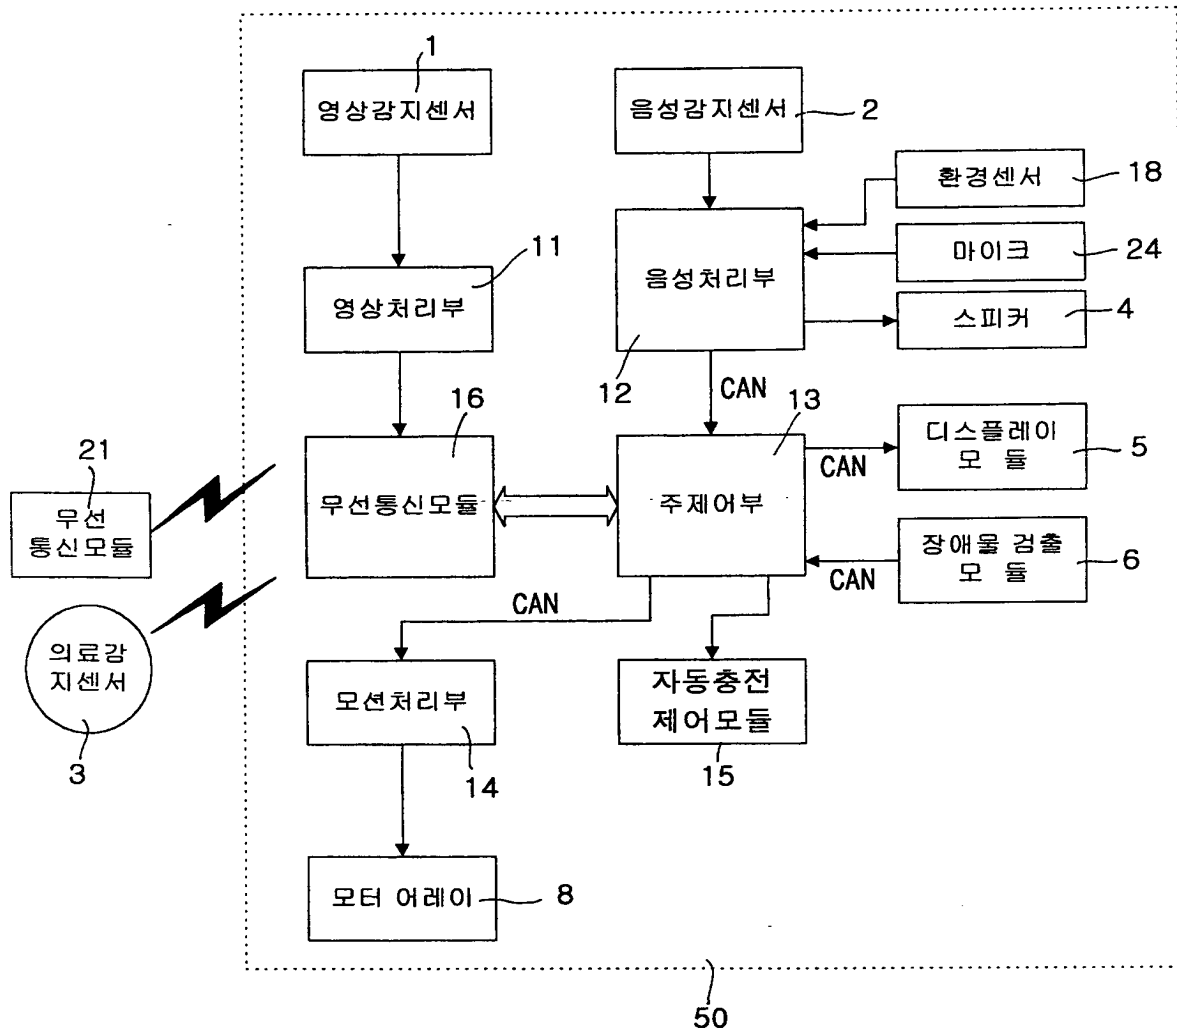 1
영상감지센서
음성감지센서
2
환경센서
18
11
마이크
24
영상처리부
음성처리부
스피커
4
12
CAN
16
13
디스플레이
모 듈
5
CAN
21
무선
통신모듈
무선통신모듈
주제어부
장애물 검출
모 듈
6
CAN
CAN
의료감
지센서
3
모션처리부
14
자동충전
제어모듈
15
모터 어레이
8
50